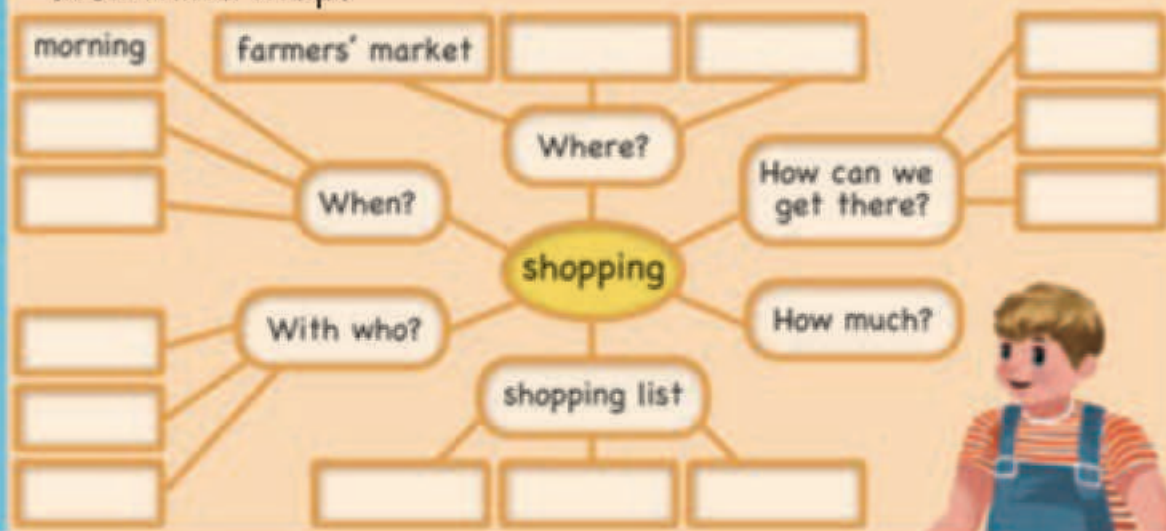 morning
farmers' market
Where?
How can we
get there?
When?
shopping
With who?
How much?
shopping list